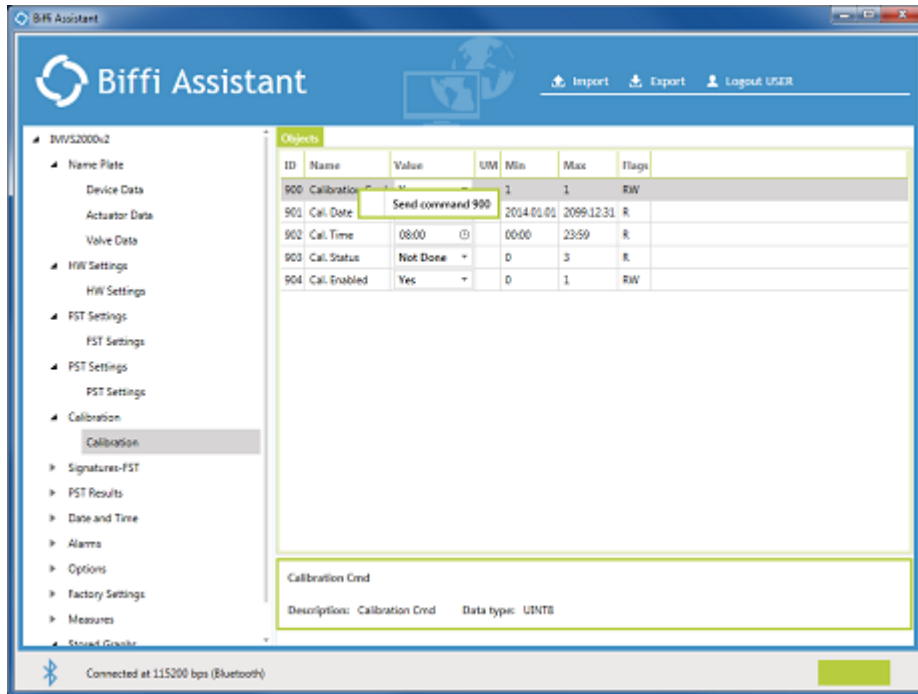 Biffi Assistant
Biffi Assistant
Import Export Logout USER
IMVS2000v2
Name Plate
Device Data
Actuator Data
Valve Data
HW Settings
HW Settings
FST Settings
FST Settings
PST Settings
PST Settings
Calibration
Calibration
Signatures-FST
PST Results
Date and Time
Alarms
Options
Factory Settings
Measures
Stored Graphs
Objects
ID Name Value UM Min Max Flags
900 Calibration 1 1 RW
Send command 900
901 Cal. Date 2014.01.01 2099.12.31 R
902 Cal. Time 08:00 00:00 23:59 R
903 Cal. Status Not Done 0 3 R
904 Cal. Enabled Yes 0 1 RW
Calibration Cmd
Description: Calibration Cmd Data type: UINT8
Connected at 115200 bps (Bluetooth)